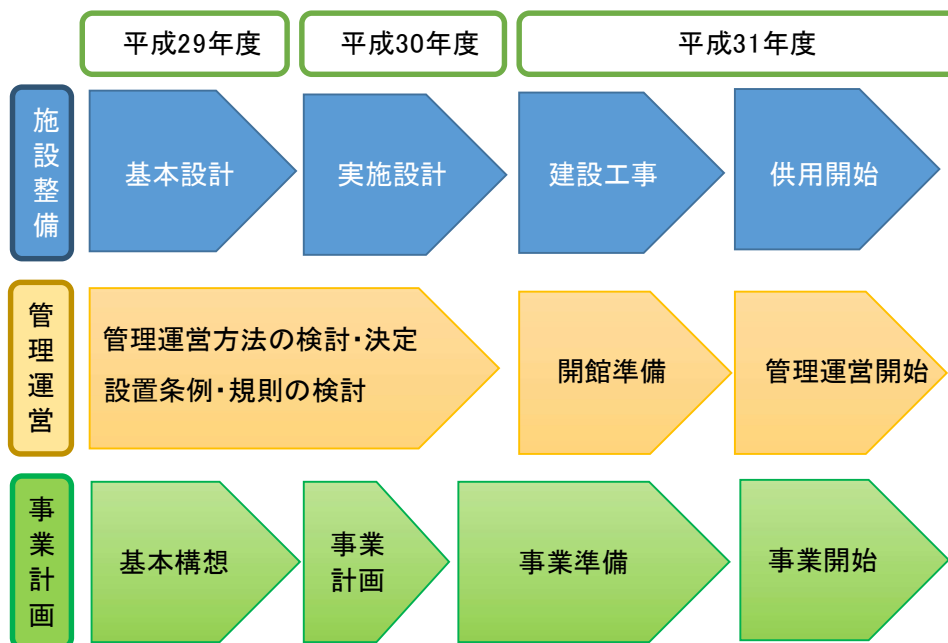 平成29年度
平成30年度
平成31年度
施設整備
基本設計
実施設計
建設工事
供用開始
管理運営
管理運営方法の検討・決定
設置条例・規則の検討
開館準備
管理運営開始
事業計画
基本構想
事業
計画
事業準備
事業開始